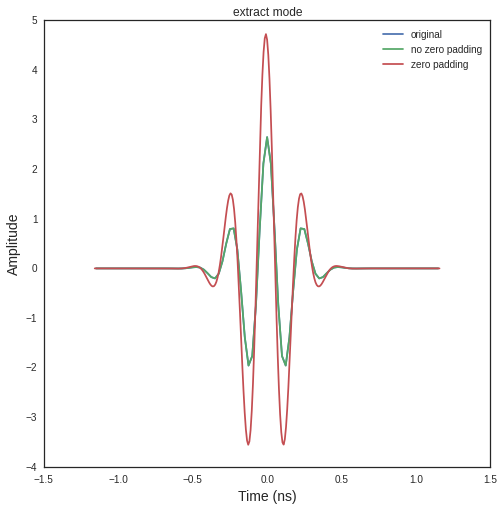 extract mode
original
no zero padding
zero padding
5
4
3
2
1
0
−1
−2
−3
−4
Amplitude
−1.5
−1.0
−0.5
0.0
0.5
1.0
1.5
Time (ns)